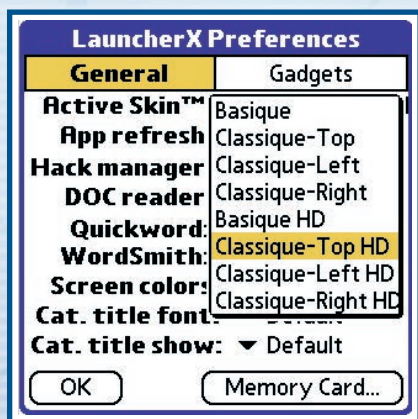 LauncherX Preferences
General Gadgets
Active Skin™ Basique
App refresh Classique-Top
Hack manager Classique-Left
DOC reader Classique-Right
Quickword: Basique HD
WordSmith: Classique-Top HD
Screen colors Classique-Left HD
Cat. title font: Classique-Right HD
Default
Cat. title show: Default
OK Memory Card...